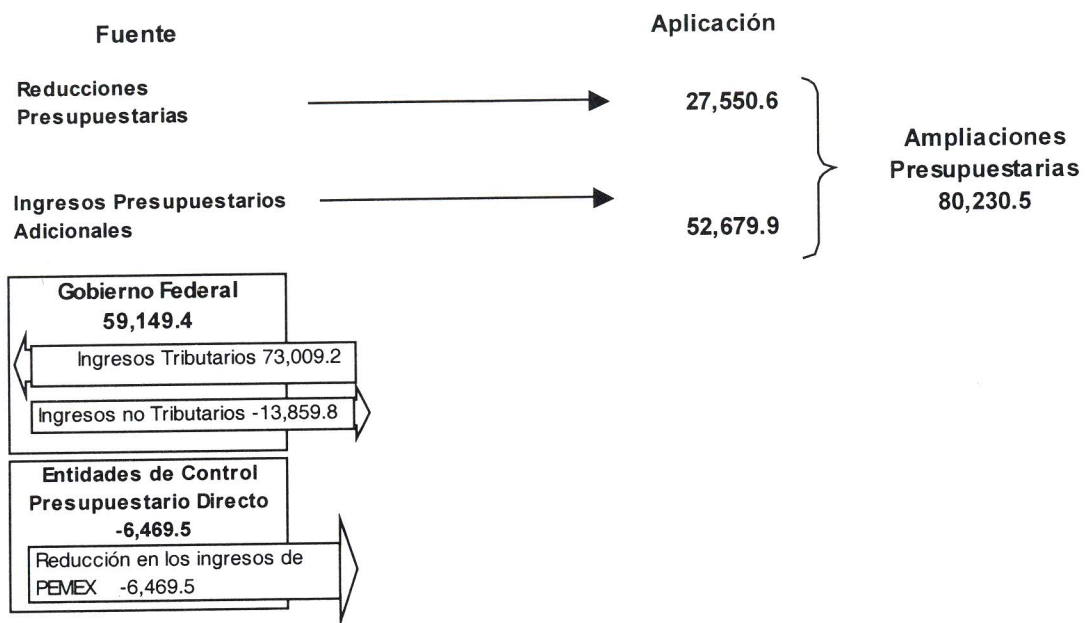 Fuente
Aplicación
Reducciones
Presupuestarias
27,550.6
Ampliaciones
Presupuestarias
80,230.5
Ingresos Presupuestarios
Adicionales
52,679.9
Gobierno Federal
59,149.4
Ingresos Tributarios 73,009.2
Ingresos no Tributarios -13,859.8
Entidades de Control
Presupuestario Directo
-6,469.5
Reducción en los ingresos de
PEMEX -6,469.5